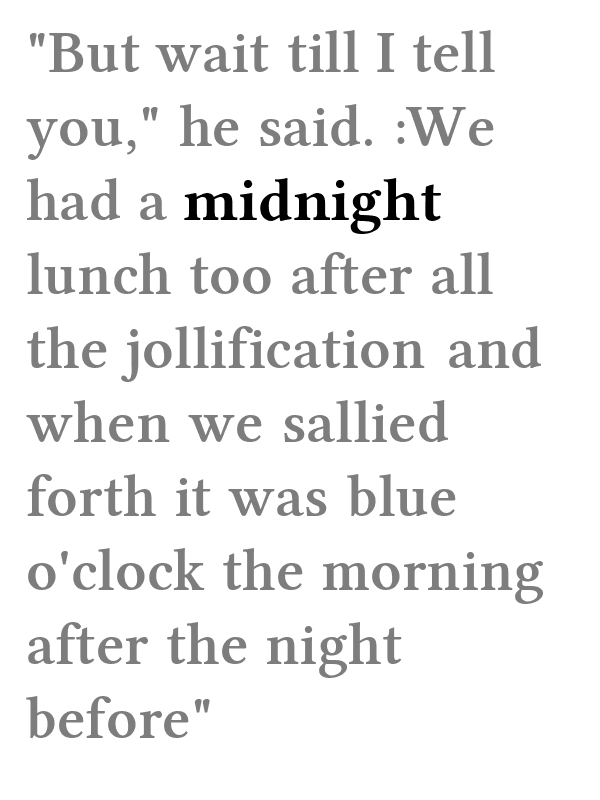 "But wait till I tell
you," he said. :We
had a midnight
lunch too after all
the jollification and
when we sallied
forth it was blue
o'clock the morning
after the night
before"